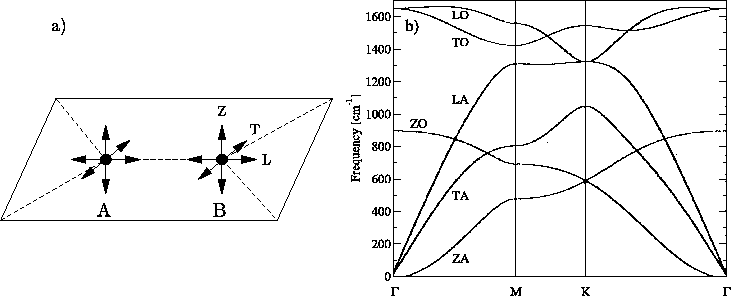 a)
Z
T
L
A
B
b)
Frequency [cm⁻¹]
1600
1400
1200
1000
800
600
400
200
0
LO
TO
LA
ZO
TA
ZA
Γ
M
K
Γ